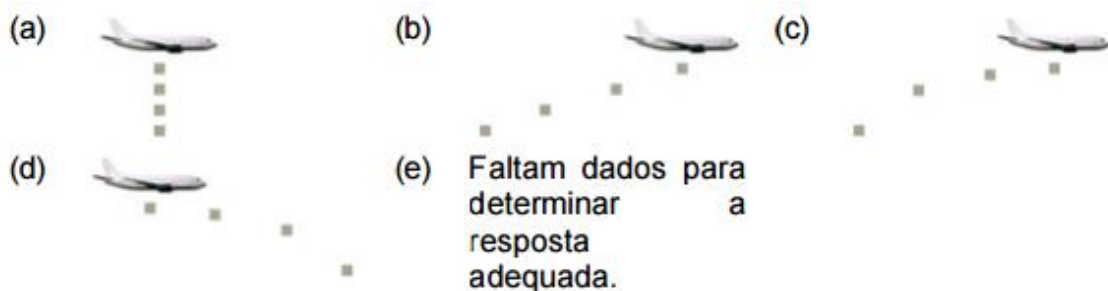 (a)
(b)
(c)
(d)
(e) Faltam dados para
determinar a
resposta
adequada.